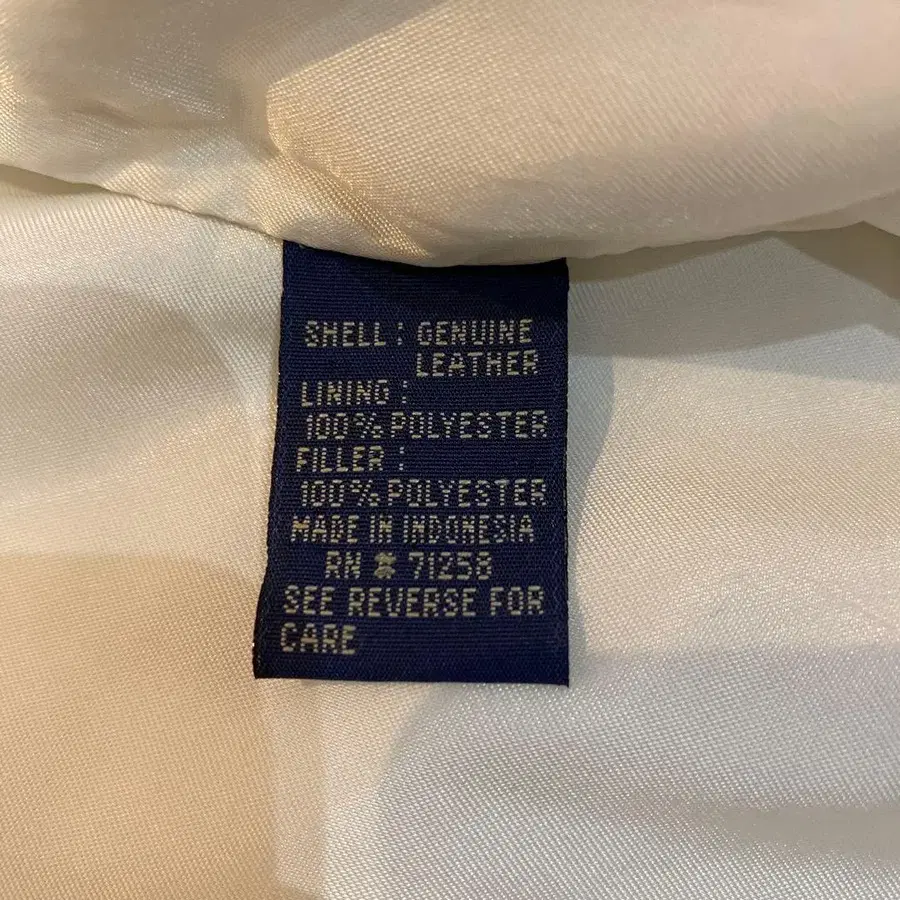 SHELL : GENUINE
LEATHER
LINING :
100% POLYESTER
FILLER :
100% POLYESTER
MADE IN INDONESIA
RN # 71258
SEE REVERSE FOR
CARE